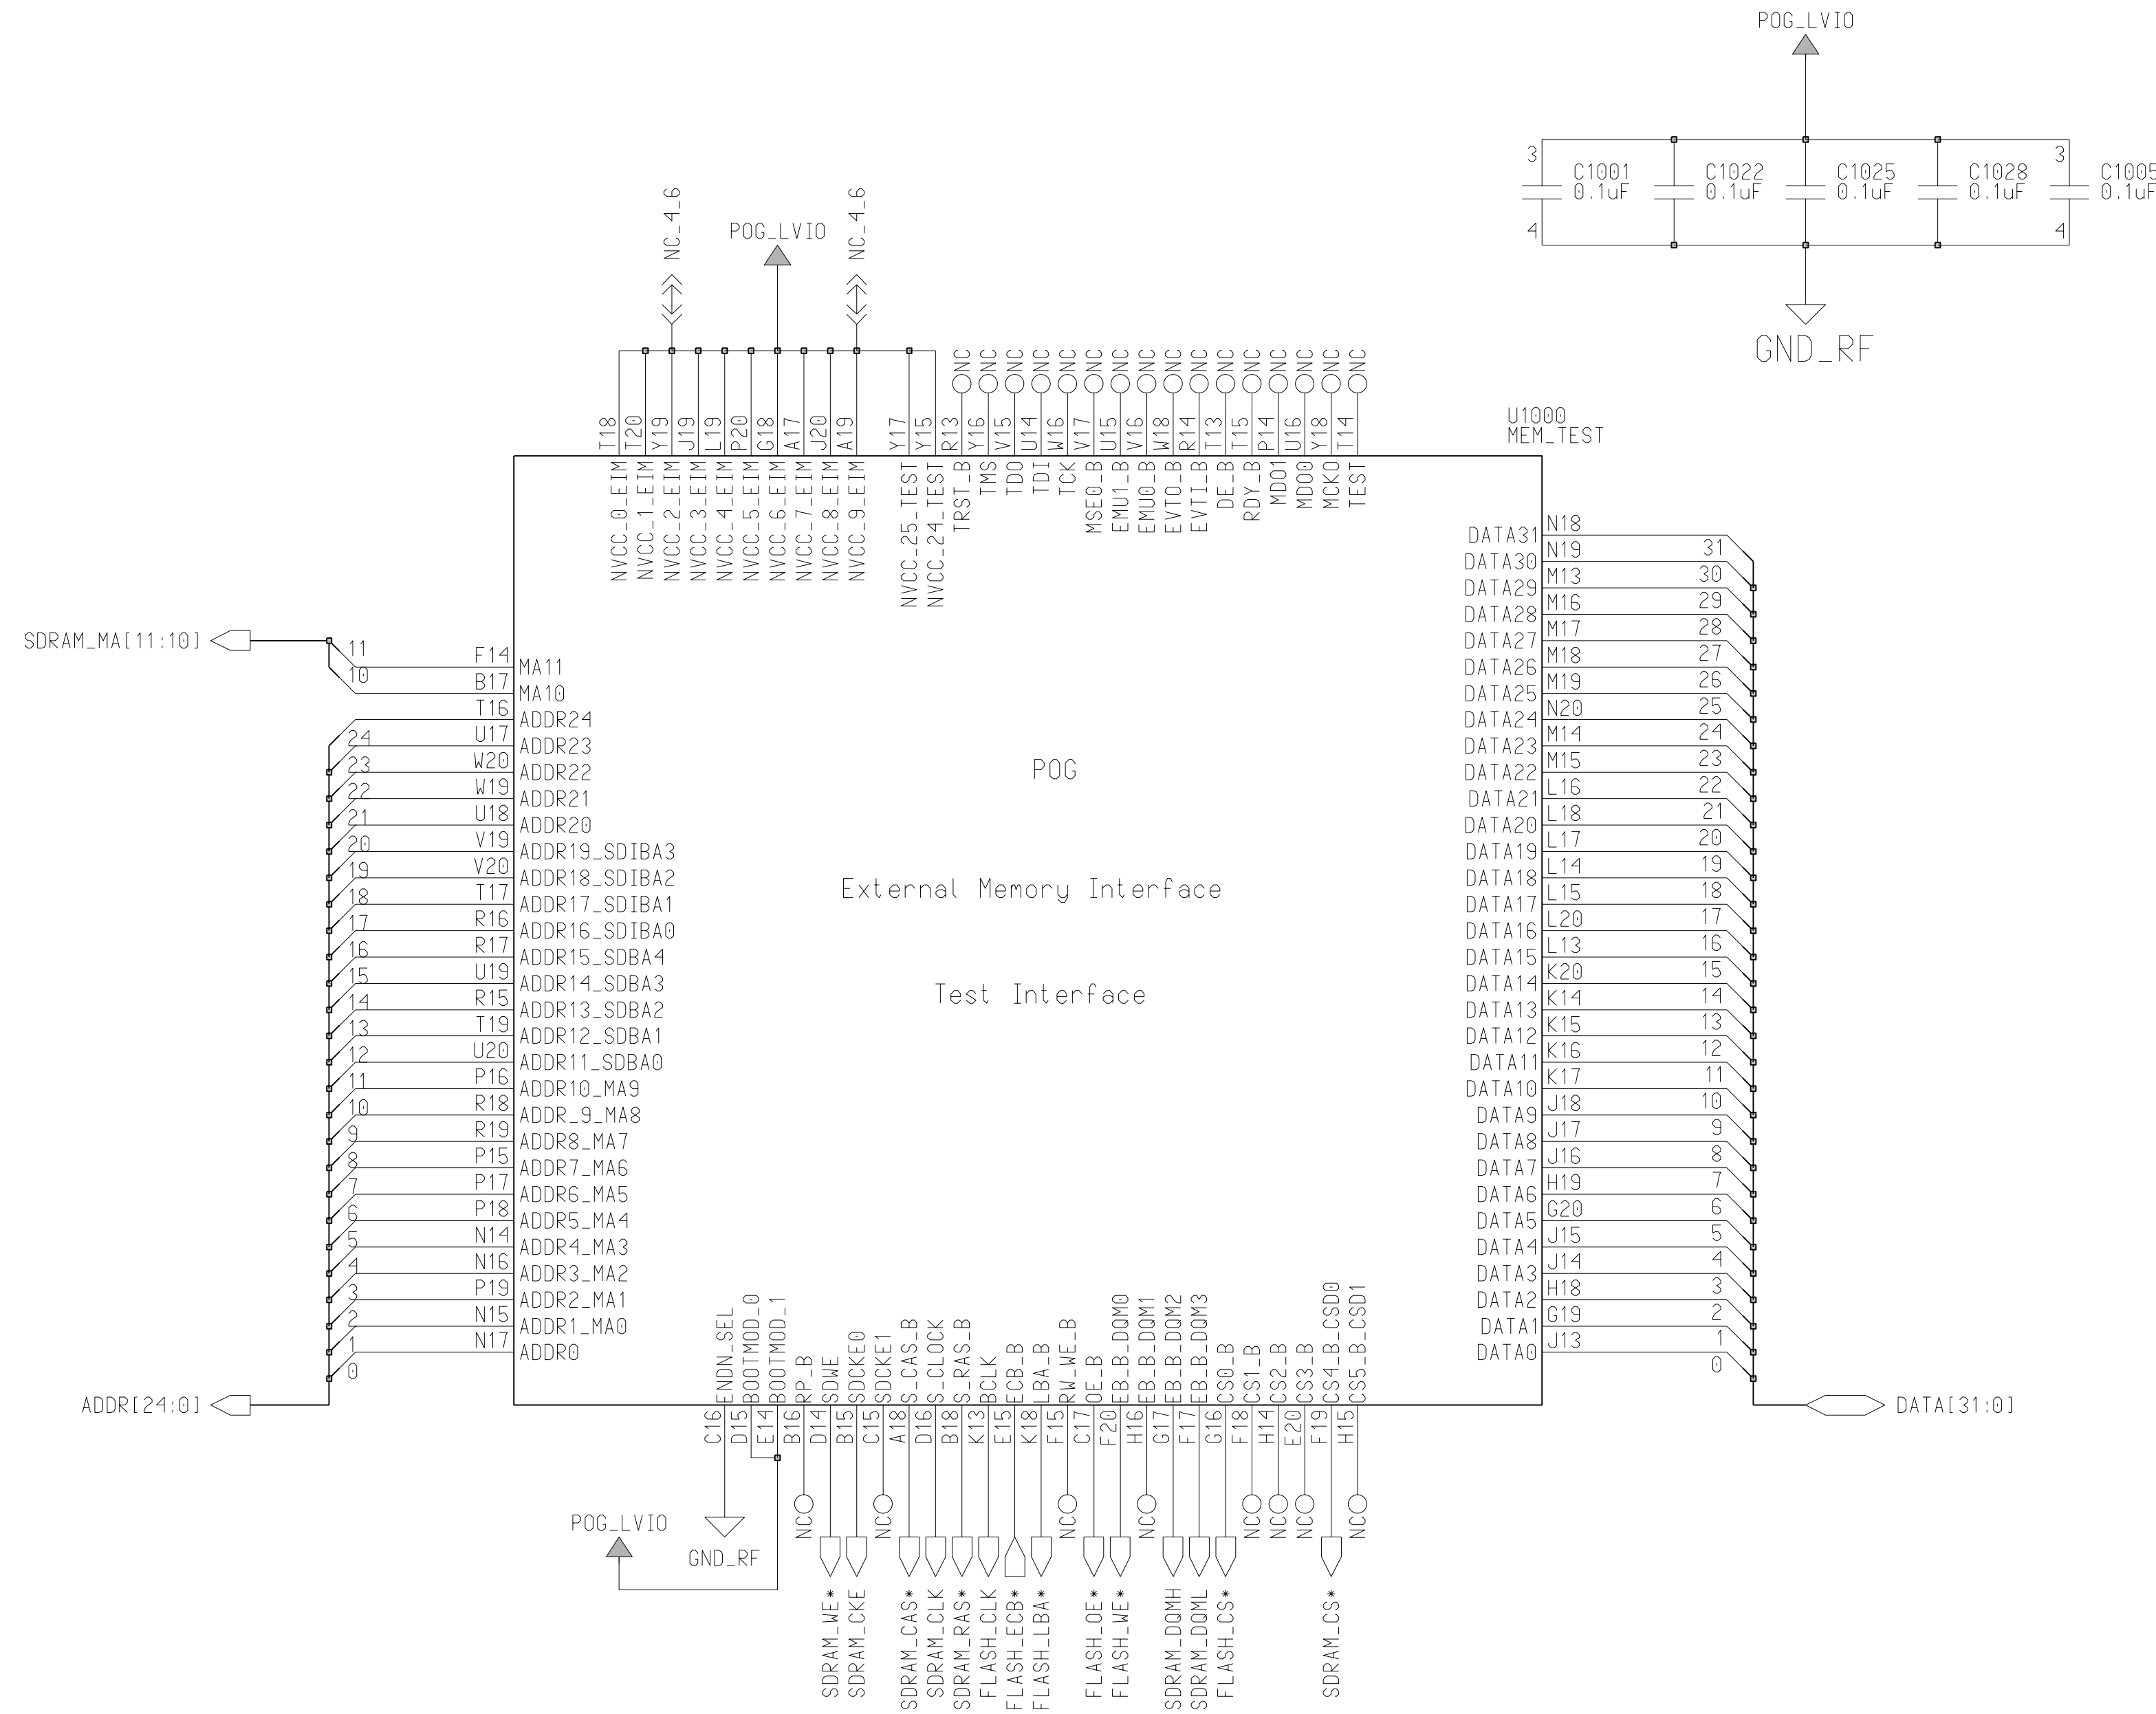 POG_LVIO
3
C1001
0.1uF
4
C1022
0.1uF
C1025
0.1uF
C1028
0.1uF
3
C1005
0.1uF
4
GND_RF
NC_4_6
POG_LVIO
NC_4_6
NC NC NC NC NC NC NC NC NC NC NC NC NC NC NC NC
T18 T20 Y19 J19 L19 P20 G18 A17 J20 A19 Y17 Y15 R13 Y16 V15 U14 W16 V17 U15 V16 W18 R14 T13 T15 P14 U16 Y18 T14
U1000
MEM_TEST
NVCC_0_EIM
NVCC_1_EIM
NVCC_2_EIM
NVCC_3_EIM
NVCC_4_EIM
NVCC_5_EIM
NVCC_6_EIM
NVCC_7_EIM
NVCC_8_EIM
NVCC_9_EIM
NVCC_25_TEST
NVCC_24_TEST
TRST_B
TMS
TDO
TDI
TCK
MSE0_B
EMU1_B
EMU0_B
EVTO_B
EVTI_B
DE_B
RDY_B
MDO1
MDO0
MCKO
TEST
SDRAM_MA[11:10]
11 F14 MA11
10 B17 MA10
T16 ADDR24
24 U17 ADDR23
23 W20 ADDR22
22 W19 ADDR21
21 U18 ADDR20
20 V19 ADDR19_SDIBA3
19 V20 ADDR18_SDIBA2
18 T17 ADDR17_SDIBA1
17 R16 ADDR16_SDIBA0
16 R17 ADDR15_SDBA4
15 U19 ADDR14_SDBA3
14 R15 ADDR13_SDBA2
13 T19 ADDR12_SDBA1
12 U20 ADDR11_SDBA0
11 P16 ADDR10_MA9
10 R18 ADDR_9_MA8
9 R19 ADDR8_MA7
8 P15 ADDR7_MA6
7 P17 ADDR6_MA5
6 P18 ADDR5_MA4
5 N14 ADDR4_MA3
4 N16 ADDR3_MA2
3 P19 ADDR2_MA1
2 N15 ADDR1_MA0
1 N17 ADDR0
0
ADDR[24:0]
POG
External Memory Interface
Test Interface
DATA31 N18
DATA30 N19 31
DATA29 M13 30
DATA28 M16 29
DATA27 M17 28
DATA26 M18 27
DATA25 M19 26
DATA24 N20 25
DATA23 M14 24
DATA22 M15 23
DATA21 L16 22
DATA20 L18 21
DATA19 L17 20
DATA18 L14 19
DATA17 L15 18
DATA16 L20 17
DATA15 L13 16
DATA14 K20 15
DATA13 K14 14
DATA12 K15 13
DATA11 K16 12
DATA10 K17 11
DATA9 J18 10
DATA8 J17 9
DATA7 J16 8
DATA6 H19 7
DATA5 G20 6
DATA4 J15 5
DATA3 J14 4
DATA2 H18 3
DATA1 G19 2
DATA0 J13 1
0
DATA[31:0]
ENDN_SEL
BOOTMOD_0
BOOTMOD_1
RP_B
SDWE
SDCKE0
SDCKE1
S_CAS_B
S_CLOCK
S_RAS_B
BCLK
ECB_B
LBA_B
RW_WE_B
OE_B
EB_B_DQM0
EB_B_DQM1
EB_B_DQM2
EB_B_DQM3
CS0_B
CS1_B
CS2_B
CS3_B
CS4_B_CSD0
CS5_B_CSD1
C16 D15 E14 B16 D14 B15 C15 A18 D16 B18 K13 E15 K18 F15 C17 F20 H16 G17 F17 G16 F18 H14 E20 F19 H15
NC NC NC NC NC NC NC NC
POG_LVIO
GND_RF
SDRAM_WE*
SDRAM_CKE
SDRAM_CAS*
SDRAM_CLK
SDRAM_RAS*
FLASH_CLK
FLASH_ECB*
FLASH_LBA*
FLASH_OE*
FLASH_WE*
SDRAM_DQMH
SDRAM_DQML
FLASH_CS*
SDRAM_CS*